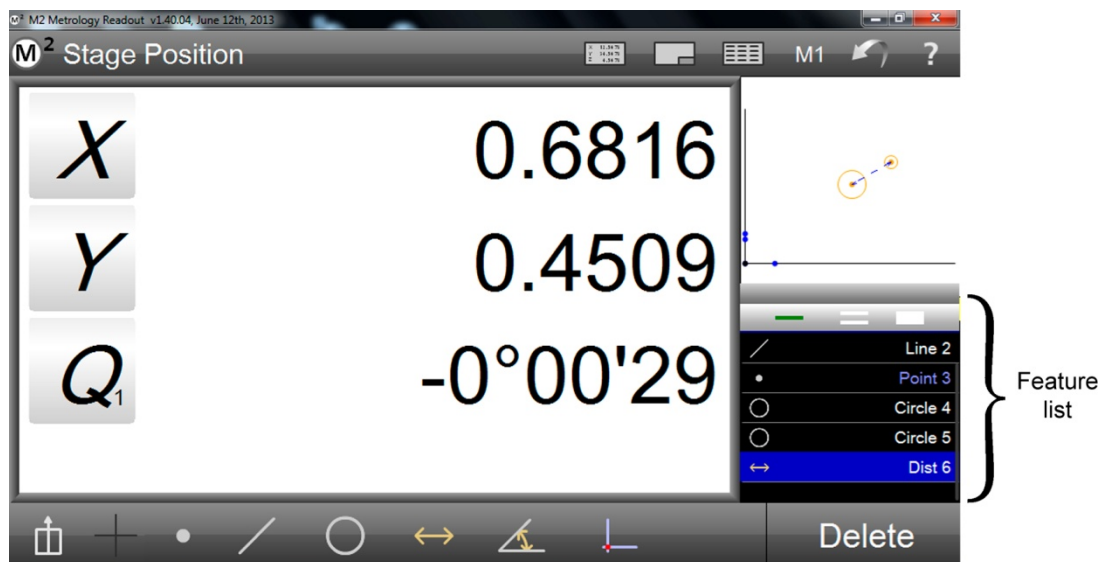 M² M2 Metrology Readout v1.40.04, June 12th, 2013
M² Stage Position
M1
?
X 0.6816
Y 0.4509
Q1 -0°00'29
Line 2
Point 3
Circle 4
Circle 5
Dist 6
Feature
list
Delete